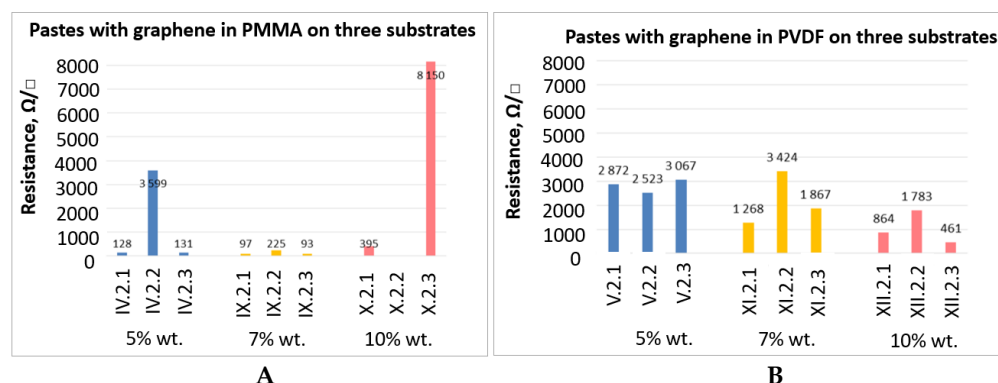 Pastes with graphene in PMMA on three substrates
Resistance, Ω/□
8000
7000
6000
5000
4000
3000
2000
1000
0
128
3 599
131
97
225
93
395
8 150
IV.2.1
IV.2.2
IV.2.3
IX.2.1
IX.2.2
IX.2.3
X.2.1
X.2.2
X.2.3
5% wt.
7% wt.
10% wt.
A
Pastes with graphene in PVDF on three substrates
Resistance, Ω/□
8000
7000
6000
5000
4000
3000
2000
1000
0
2 872
2 523
3 067
1 268
3 424
1 867
864
1 783
461
V.2.1
V.2.2
V.2.3
XI.2.1
XI.2.2
XI.2.3
XII.2.1
XII.2.2
XII.2.3
5% wt.
7% wt.
10% wt.
B